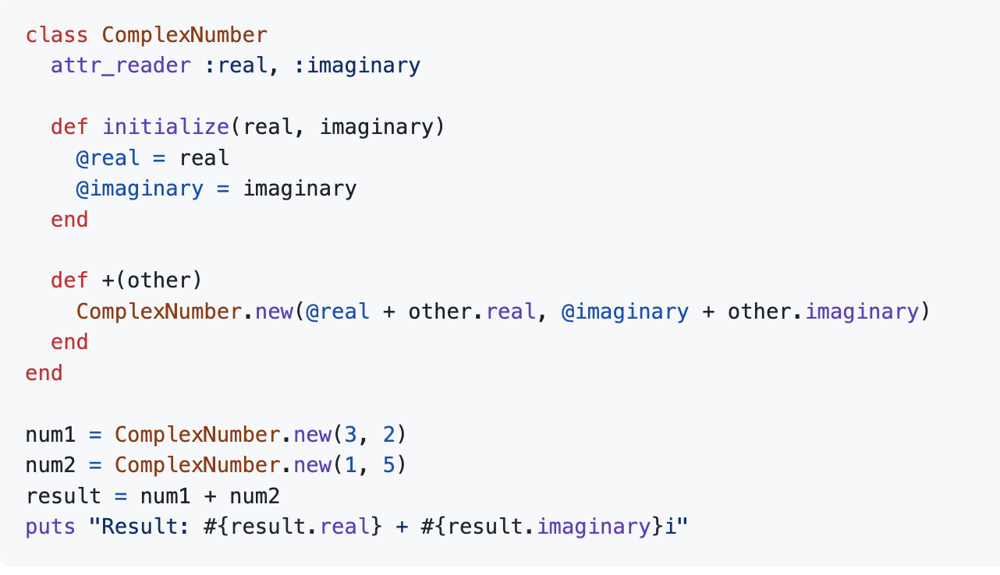 class ComplexNumber
  attr_reader :real, :imaginary

  def initialize(real, imaginary)
    @real = real
    @imaginary = imaginary
  end

  def +(other)
    ComplexNumber.new(@real + other.real, @imaginary + other.imaginary)
  end
end

num1 = ComplexNumber.new(3, 2)
num2 = ComplexNumber.new(1, 5)
result = num1 + num2
puts "Result: #{result.real} + #{result.imaginary}i"